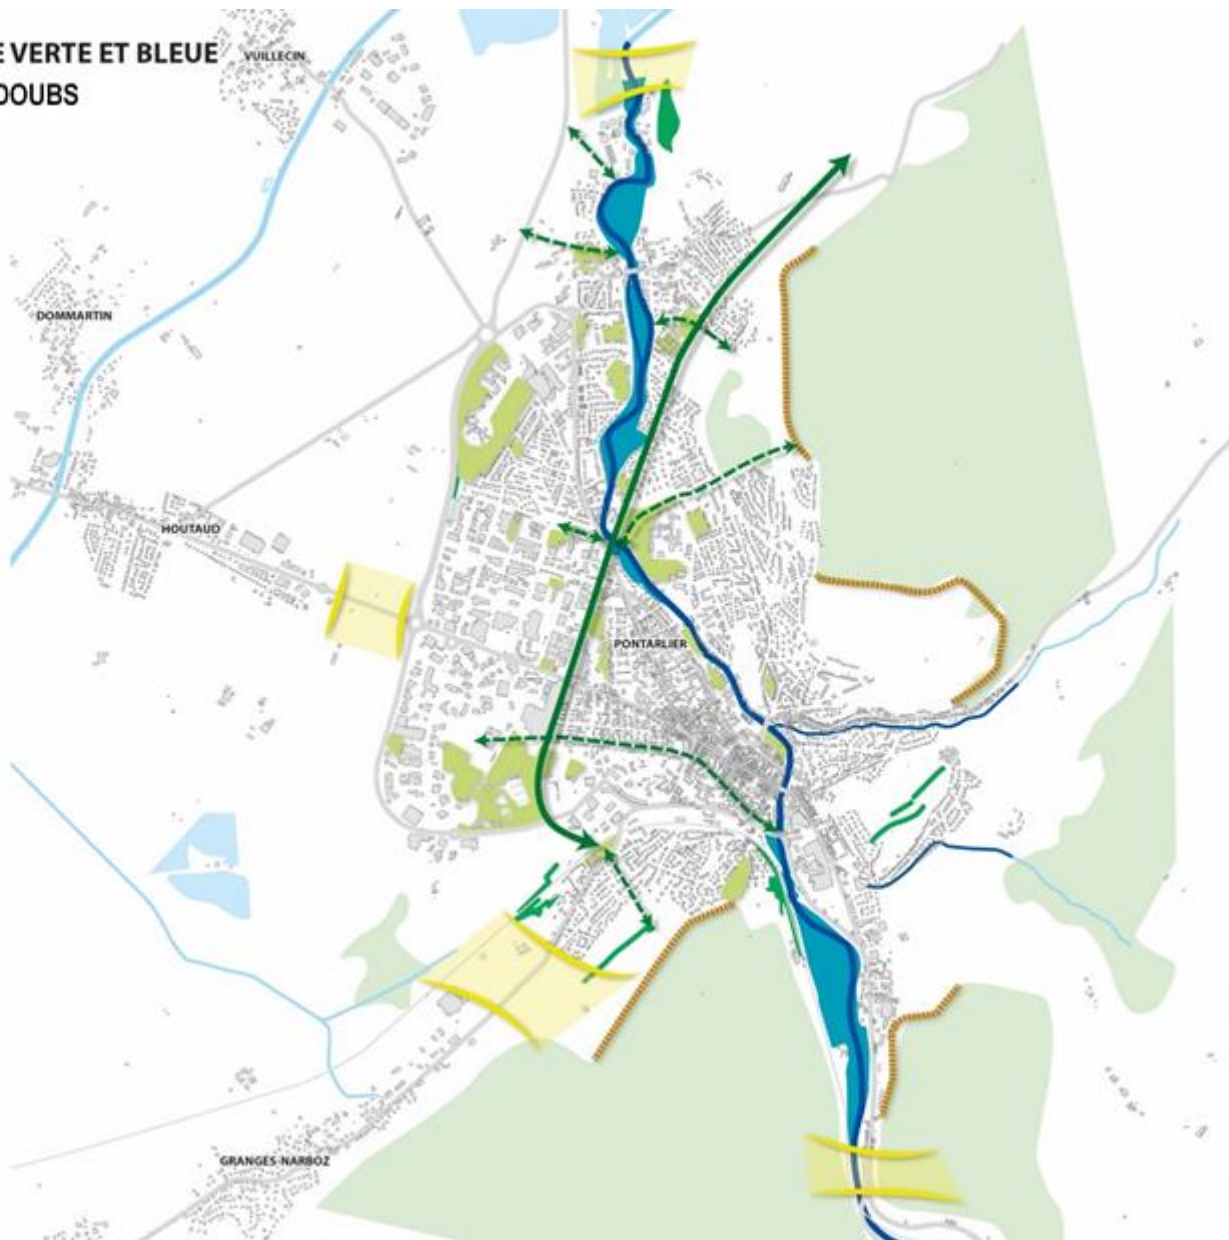 E VERTE ET BLEUE
DOUBS
VUILLECIN
DOMMARTIN
HOUTAUD
PONTARLIER
GRANGES-NARBOZ